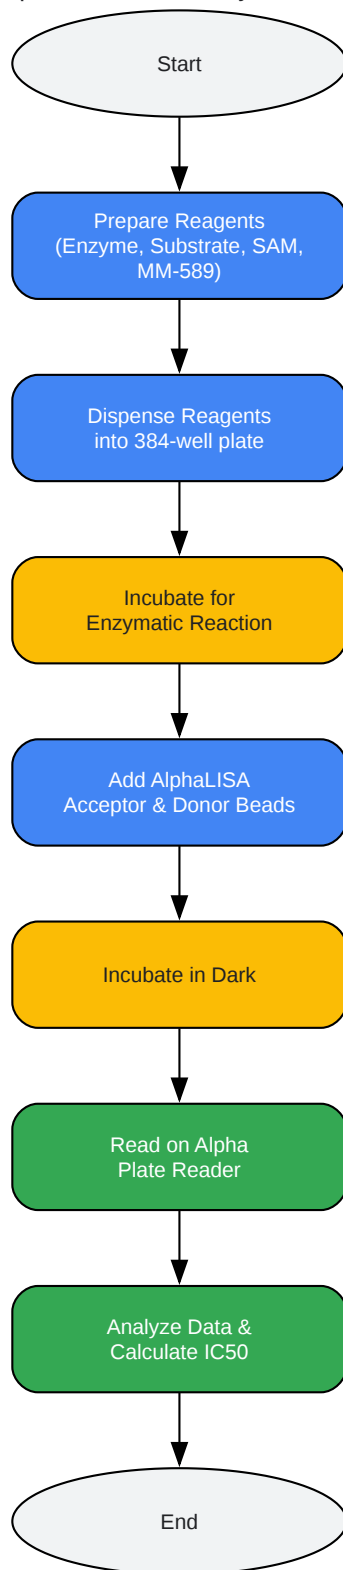 Start
Prepare Reagents
(Enzyme, Substrate, SAM,
MM-589)
Dispense Reagents
into 384-well plate
Incubate for
Enzymatic Reaction
Add AlphaLISA
Acceptor & Donor Beads
Incubate in Dark
Read on Alpha
Plate Reader
Analyze Data &
Calculate IC50
End